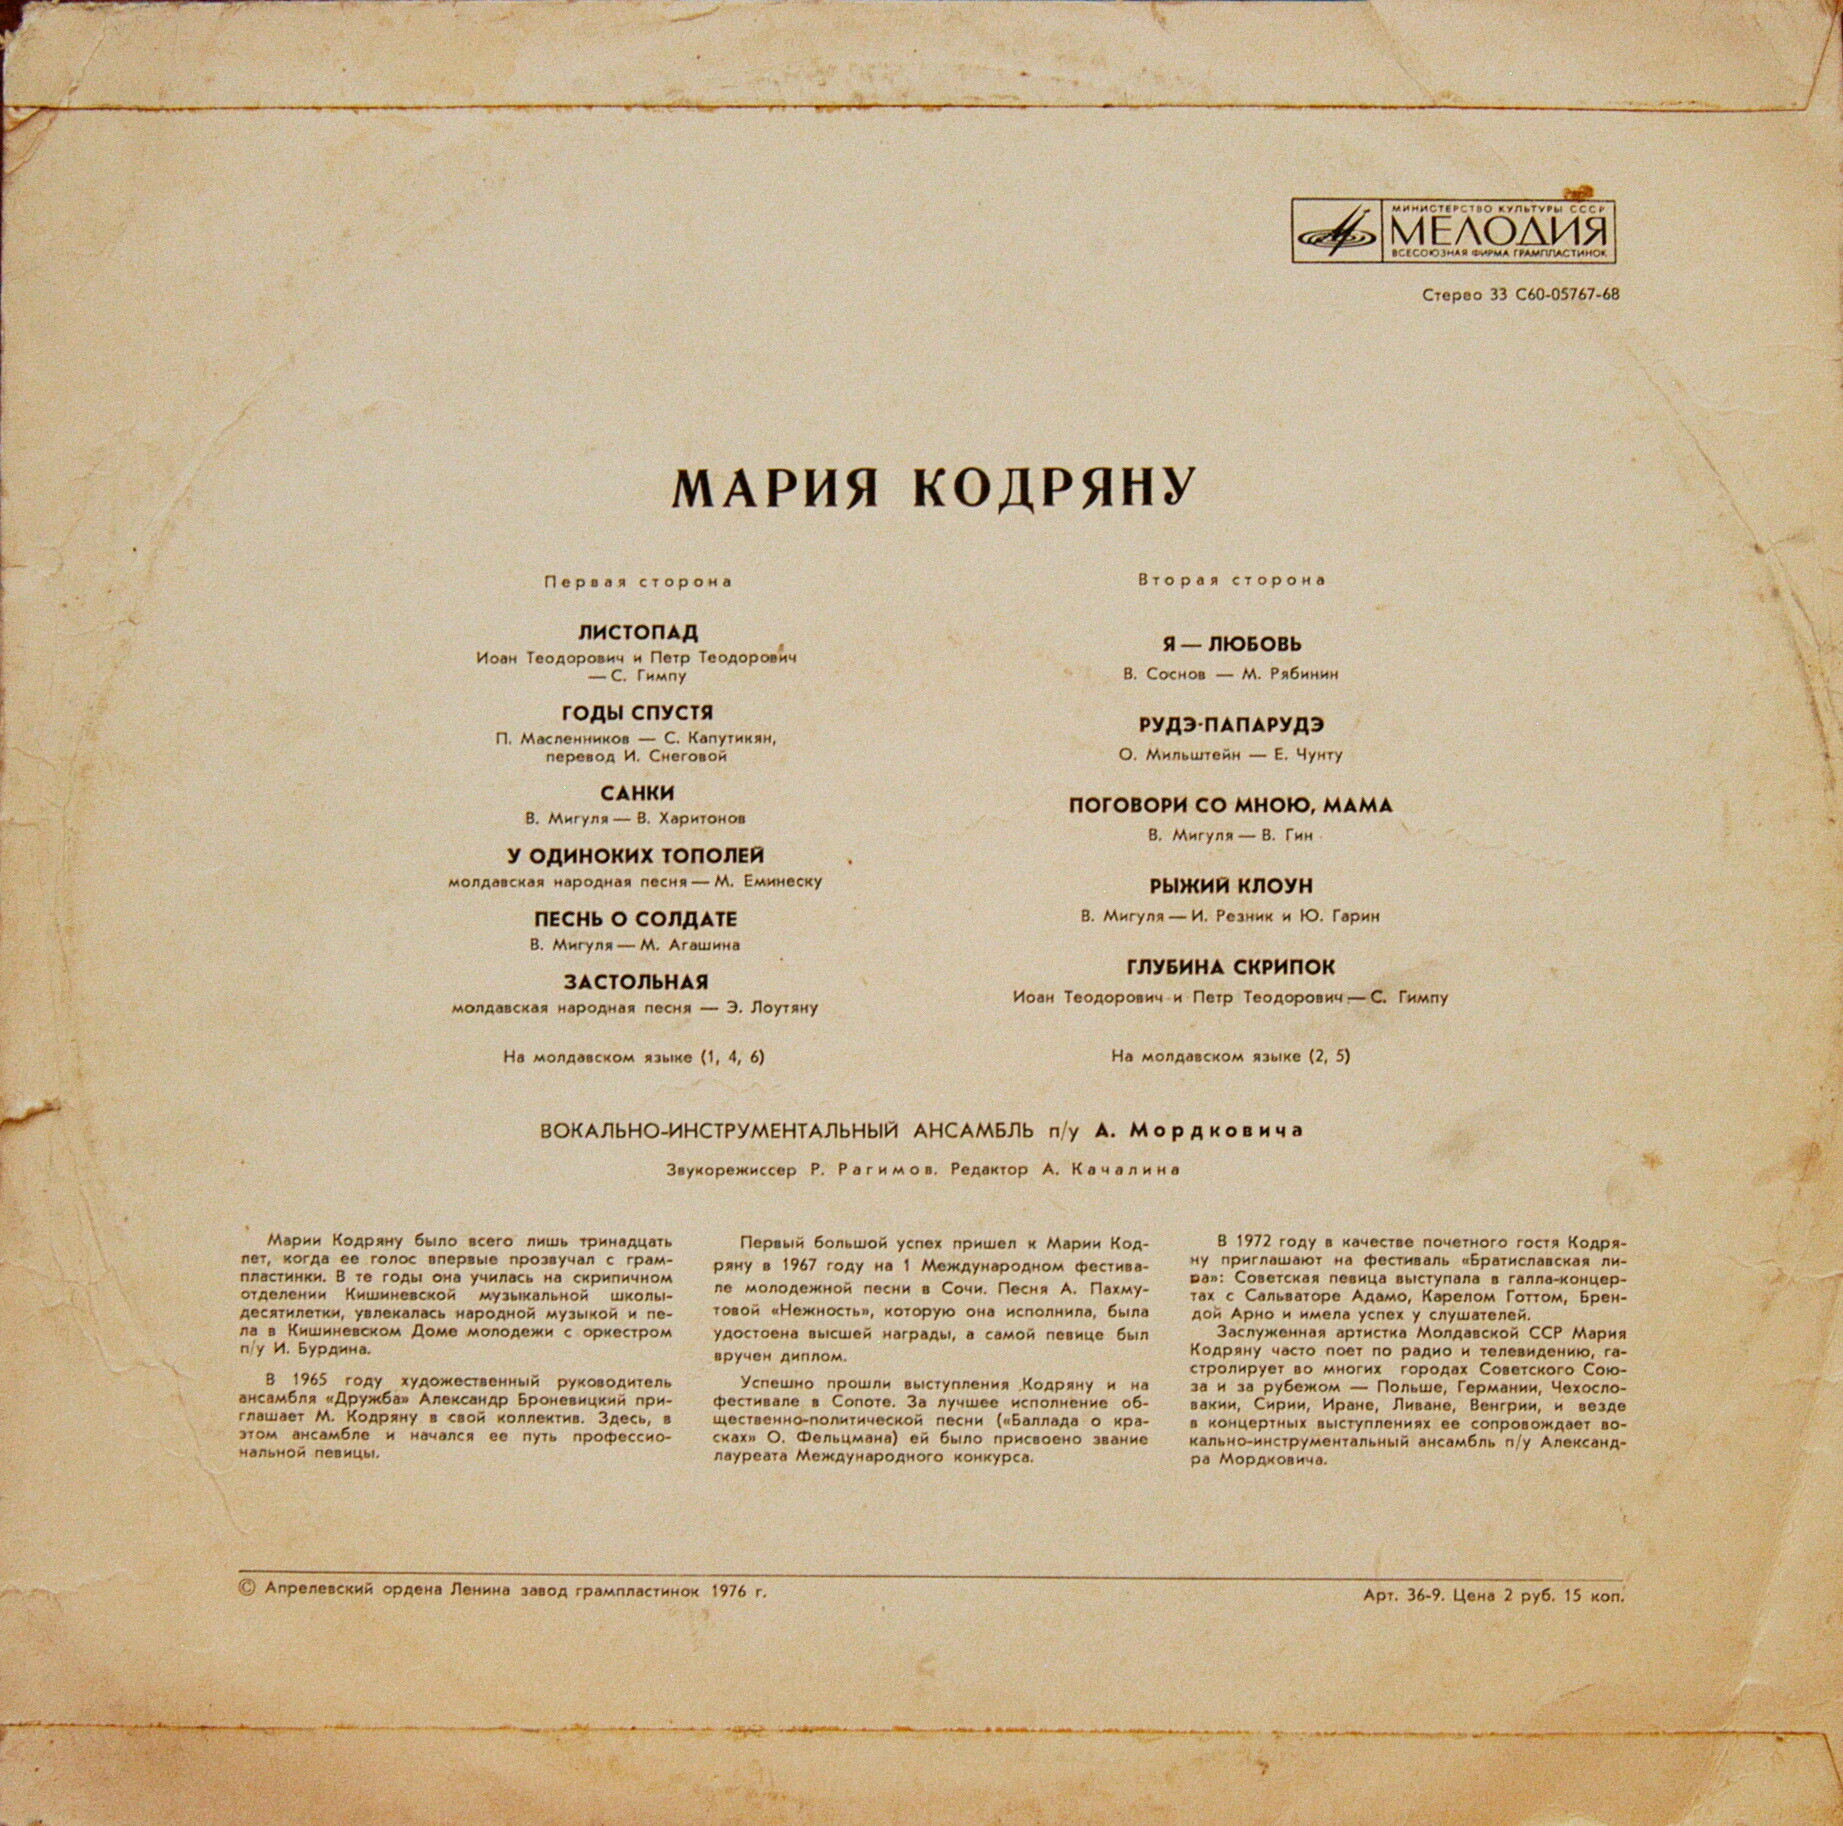 МИНИСТЕРСТВО КУЛЬТУРЫ СССР
МЕЛОДИЯ
ВСЕСОЮЗНАЯ ФИРМА ГРАМПЛАСТИНОК
Стерео 33 С60-05767-68
МАРИЯ КОДРЯНУ
Первая сторона
ЛИСТОПАД
Иоан Теодорович и Петр Теодорович
— С. Гимпу
ГОДЫ СПУСТЯ
П. Масленников — С. Капутикян,
перевод И. Снеговой
САНКИ
В. Мигуля — В. Харитонов
У ОДИНОКИХ ТОПОЛЕЙ
молдавская народная песня — М. Еминеску
ПЕСНЬ О СОЛДАТЕ
В. Мигуля — М. Агашина
ЗАСТОЛЬНАЯ
молдавская народная песня — Э. Лоутяну
На молдавском языке (1, 4, 6)
Вторая сторона
Я — ЛЮБОВЬ
В. Соснов — М. Рябинин
РУДЭ-ПАПАРУДЭ
О. Мильштейн — Е. Чунту
ПОГОВОРИ СО МНОЮ, МАМА
В. Мигуля — В. Гин
РЫЖИЙ КЛОУН
В. Мигуля — И. Резник и Ю. Гарин
ГЛУБИНА СКРИПОК
Иоан Теодорович и Петр Теодорович — С. Гимпу
На молдавском языке (2, 5)
ВОКАЛЬНО-ИНСТРУМЕНТАЛЬНЫЙ АНСАМБЛЬ п/у А. Мордковича
Звукорежиссер Р. Рагимов. Редактор А. Качалина
Марии Кодряну было всего лишь тринадцать
лет, когда ее голос впервые прозвучал с грам-
пластинки. В те годы она училась на скрипичном
отделении Кишиневской музыкальной школы-
десятилетки, увлекалась народной музыкой и пе-
ла в Кишиневском Доме молодежи с оркестром
п/у И. Бурдина.
В 1965 году художественный руководитель
ансамбля «Дружба» Александр Броневицкий при-
глашает М. Кодряну в свой коллектив. Здесь, в
этом ансамбле и начался ее путь профессио-
нальной певицы.
Первый большой успех пришел к Марии Код-
ряну в 1967 году на 1 Международном фестива-
ле молодежной песни в Сочи. Песня А. Пахму-
товой «Нежность», которую она исполнила, была
удостоена высшей награды, а самой певице был
вручен диплом.
Успешно прошли выступления Кодряну и на
фестивале в Сопоте. За лучшее исполнение об-
щественно-политической песни («Баллада о кра-
сках» О. Фельцмана) ей было присвоено звание
лауреата Международного конкурса.
В 1972 году в качестве почетного гостя Кодря-
ну приглашают на фестиваль «Братиславская ли-
ра»: Советская певица выступала в галла-концер-
тах с Сальваторе Адамо, Карелом Готтом, Брен-
дой Арно и имела успех у слушателей.
Заслуженная артистка Молдавской ССР Мария
Кодряну часто поет по радио и телевидению, га-
стролирует во многих городах Советского Сою-
за и за рубежом — Польше, Германии, Чехосло-
вакии, Сирии, Иране, Ливане, Венгрии, и везде
в концертных выступлениях ее сопровождает во-
кально-инструментальный ансамбль п/у Александ-
ра Мордковича.
© Апрелевский ордена Ленина завод грампластинок 1976 г.
Арт. 36-9. Цена 2 руб. 15 коп.